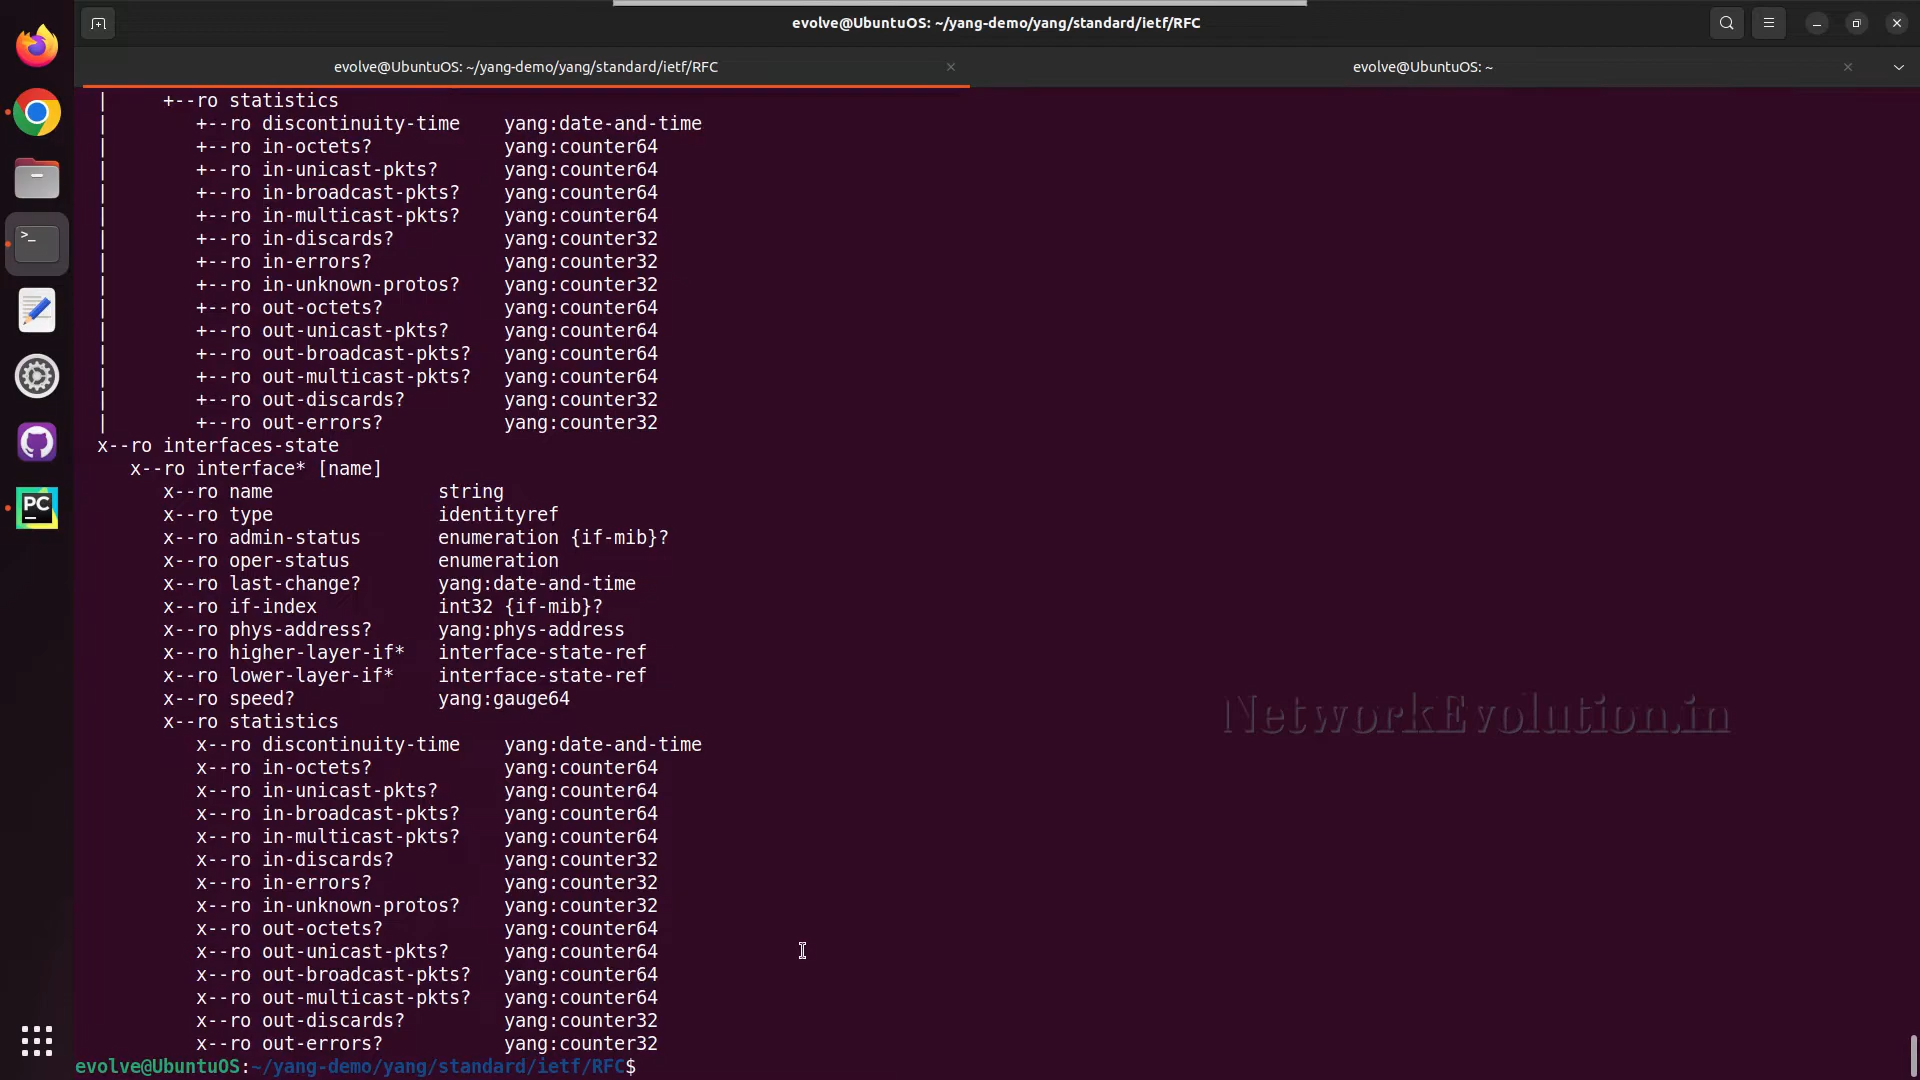 evolve@UbuntuOS: ~/yang-demo/yang/standard/ietf/RFC
evolve@UbuntuOS: ~/yang-demo/yang/standard/ietf/RFC
evolve@UbuntuOS: ~
|     +--ro statistics
|        +--ro discontinuity-time    yang:date-and-time
|        +--ro in-octets?            yang:counter64
|        +--ro in-unicast-pkts?      yang:counter64
|        +--ro in-broadcast-pkts?    yang:counter64
|        +--ro in-multicast-pkts?    yang:counter64
|        +--ro in-discards?          yang:counter32
|        +--ro in-errors?            yang:counter32
|        +--ro in-unknown-protos?    yang:counter32
|        +--ro out-octets?           yang:counter64
|        +--ro out-unicast-pkts?     yang:counter64
|        +--ro out-broadcast-pkts?   yang:counter64
|        +--ro out-multicast-pkts?   yang:counter64
|        +--ro out-discards?         yang:counter32
|        +--ro out-errors?           yang:counter32
x--ro interfaces-state
   x--ro interface* [name]
      x--ro name               string
      x--ro type               identityref
      x--ro admin-status       enumeration {if-mib}?
      x--ro oper-status        enumeration
      x--ro last-change?       yang:date-and-time
      x--ro if-index           int32 {if-mib}?
      x--ro phys-address?      yang:phys-address
      x--ro higher-layer-if*   interface-state-ref
      x--ro lower-layer-if*    interface-state-ref
      x--ro speed?             yang:gauge64
      x--ro statistics
         x--ro discontinuity-time    yang:date-and-time
         x--ro in-octets?            yang:counter64
         x--ro in-unicast-pkts?      yang:counter64
         x--ro in-broadcast-pkts?    yang:counter64
         x--ro in-multicast-pkts?    yang:counter64
         x--ro in-discards?          yang:counter32
         x--ro in-errors?            yang:counter32
         x--ro in-unknown-protos?    yang:counter32
         x--ro out-octets?           yang:counter64
         x--ro out-unicast-pkts?     yang:counter64
         x--ro out-broadcast-pkts?   yang:counter64
         x--ro out-multicast-pkts?   yang:counter64
         x--ro out-discards?         yang:counter32
         x--ro out-errors?           yang:counter32
evolve@UbuntuOS:~/yang-demo/yang/standard/ietf/RFC$
NetworkEvolution.in
PC